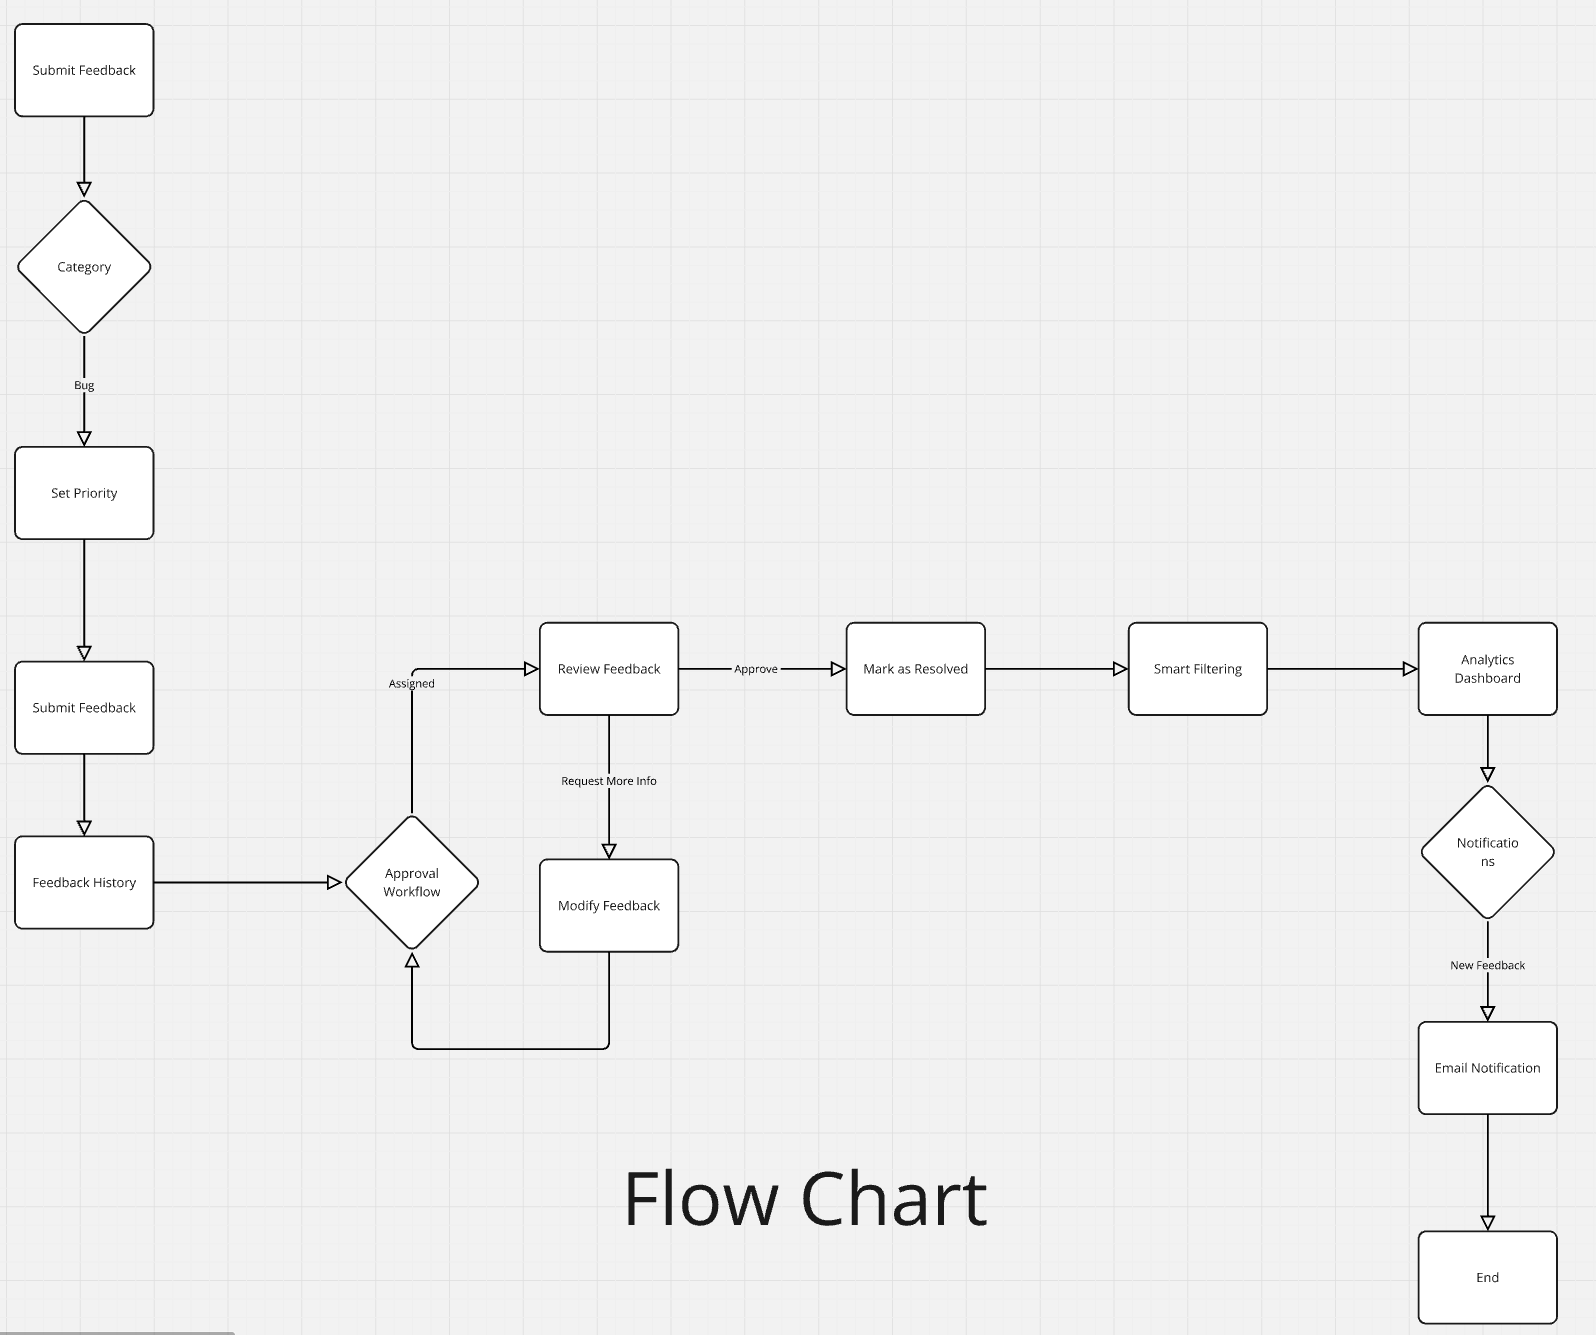 Submit Feedback
Category
Bug
Set Priority
Submit Feedback
Feedback History
Approval
Workflow
Assigned
Review Feedback
Request More Info
Modify Feedback
Approve
Mark as Resolved
Smart Filtering
Analytics
Dashboard
Notificatio
ns
New Feedback
Email Notification
End
Flow Chart